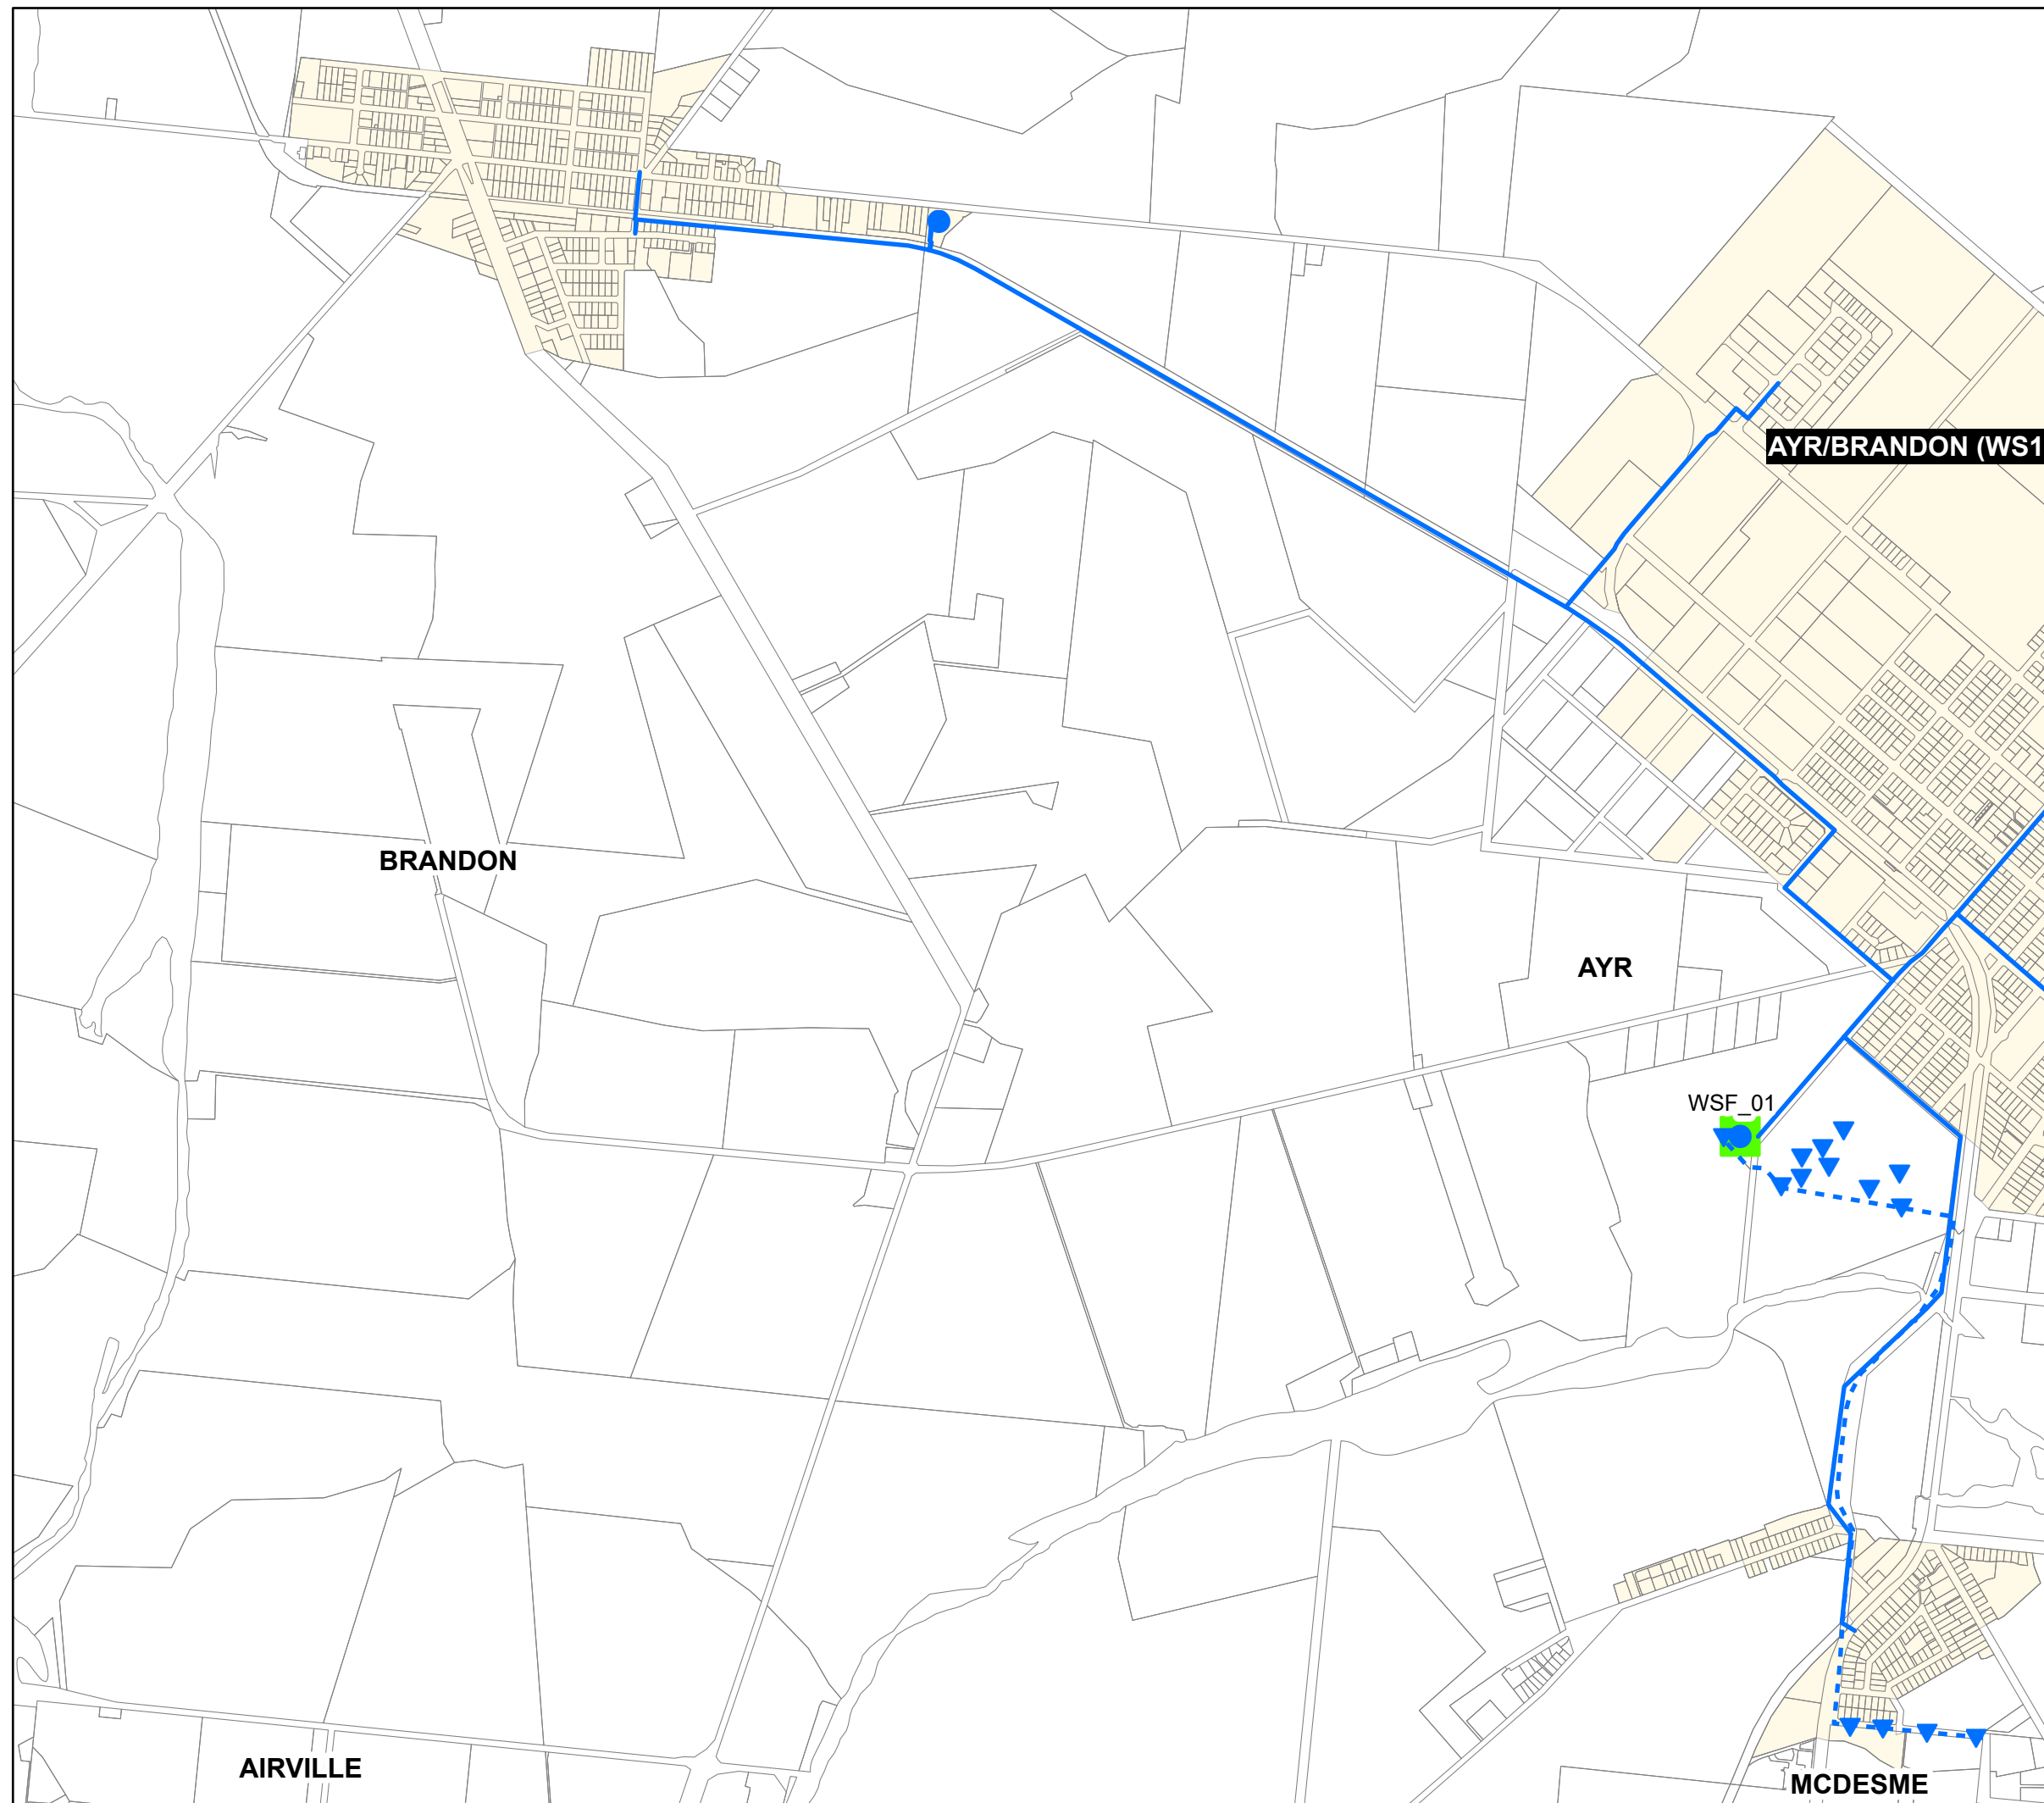 AYR/BRANDON (WS1
BRANDON
AYR
WSF_01
AIRVILLE
MCDESME